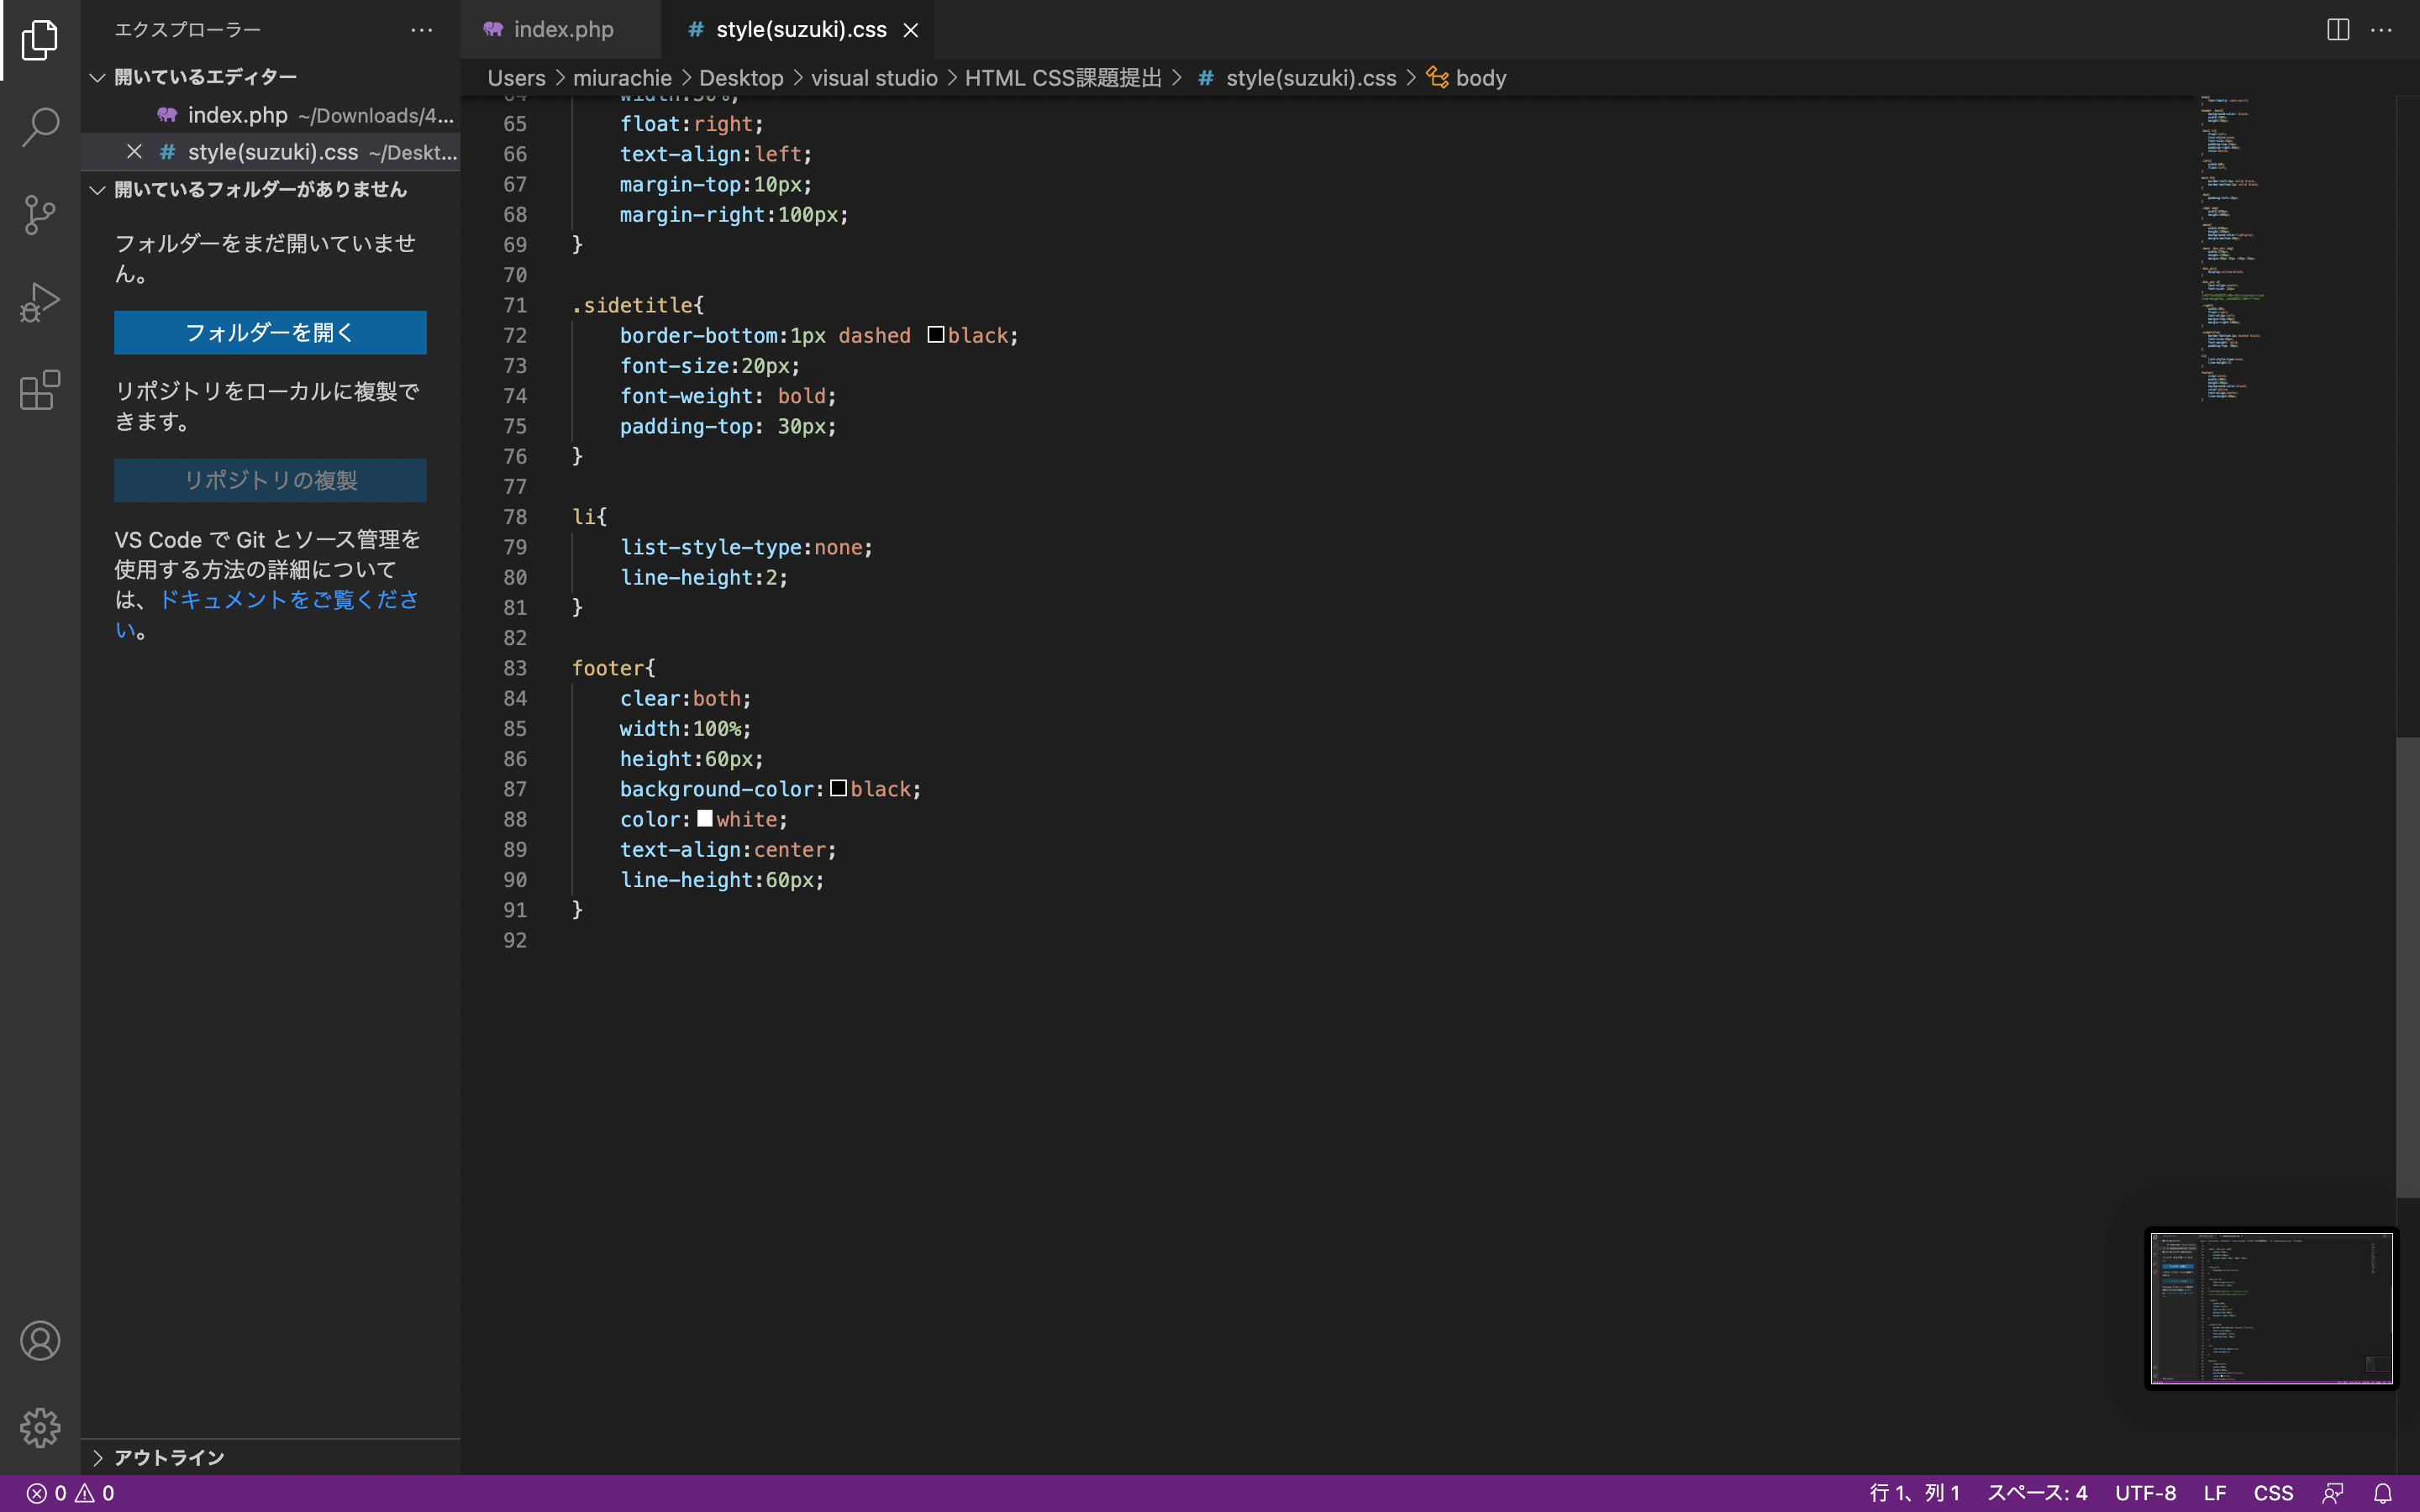 エクスプローラー
index.php
style(suzuki).css
開いているエディター
index.php ~/Downloads/4...
style(suzuki).css ~/Deskt...
開いているフォルダーがありません
フォルダーをまだ開いていませ
ん。
フォルダーを開く
リポジトリをローカルに複製で
きます。
リポジトリの複製
VS Code で Git とソース管理を
使用する方法の詳細について
は、ドキュメントをご覧くださ
い。
アウトライン
Users > miurachie > Desktop > visual studio > HTML CSS課題提出 > # style(suzuki).css > body
64 width:30%;
65 float:right;
66 text-align:left;
67 margin-top:10px;
68 margin-right:100px;
69 }
70
71 .sidetitle{
72 border-bottom:1px dashed black;
73 font-size:20px;
74 font-weight: bold;
75 padding-top: 30px;
76 }
77
78 li{
79 list-style-type:none;
80 line-height:2;
81 }
82
83 footer{
84 clear:both;
85 width:100%;
86 height:60px;
87 background-color:black;
88 color:white;
89 text-align:center;
90 line-height:60px;
91 }
92
0 0
行 1、列 1 スペース: 4 UTF-8 LF CSS